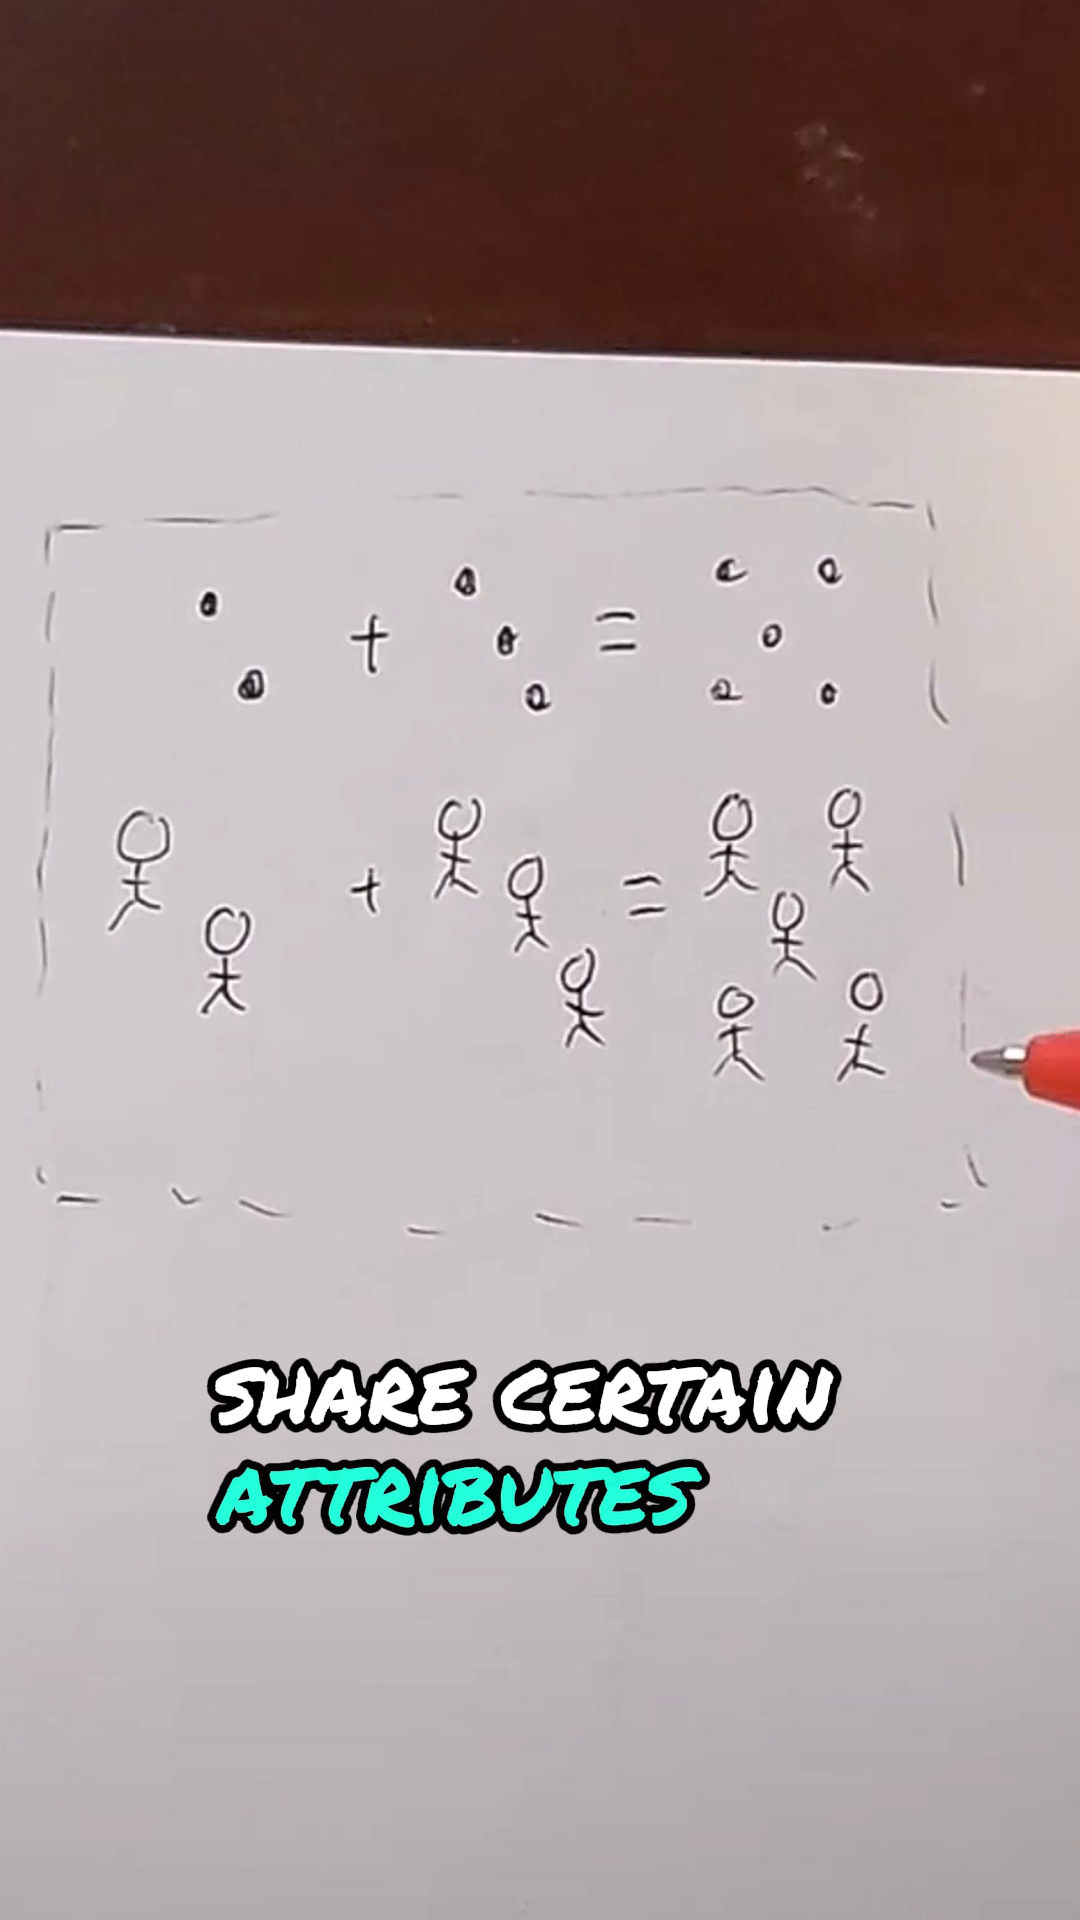 + =
+ =
SHARE CERTAIN
ATTRIBUTES